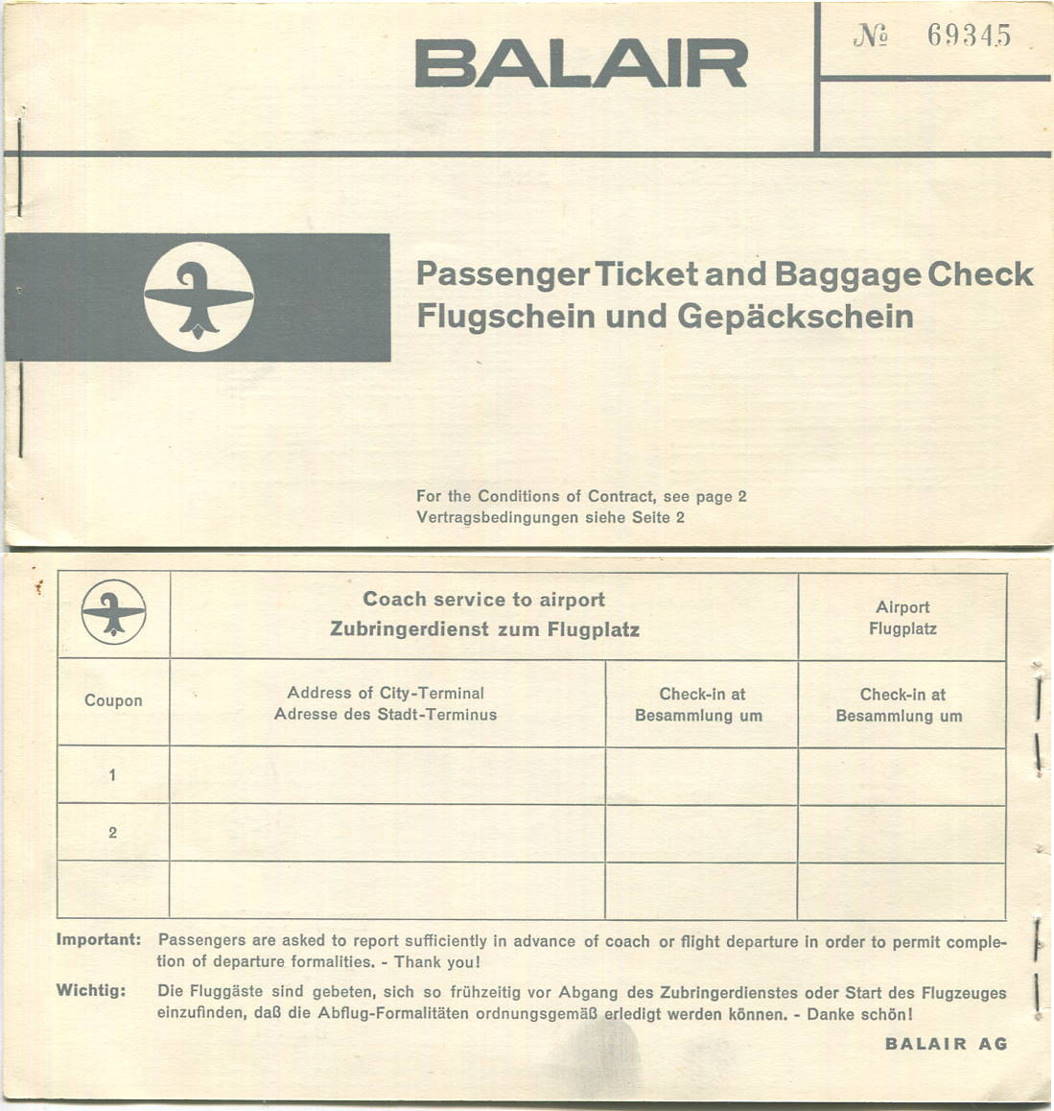 BALAIR
№ 69345
Passenger Ticket and Baggage Check
Flugschein und Gepäckschein
For the Conditions of Contract, see page 2
Vertragsbedingungen siehe Seite 2
Coach service to airport
Zubringerdienst zum Flugplatz
Airport
Flugplatz
Coupon
Address of City-Terminal
Adresse des Stadt-Terminus
Check-in at
Besammlung um
Check-in at
Besammlung um
1
2
Important: Passengers are asked to report sufficiently in advance of coach or flight departure in order to permit comple-
tion of departure formalities. - Thank you!
Wichtig: Die Fluggäste sind gebeten, sich so frühzeitig vor Abgang des Zubringerdienstes oder Start des Flugzeuges
einzufinden, daß die Abflug-Formalitäten ordnungsgemäß erledigt werden können. - Danke schön!
BALAIR AG